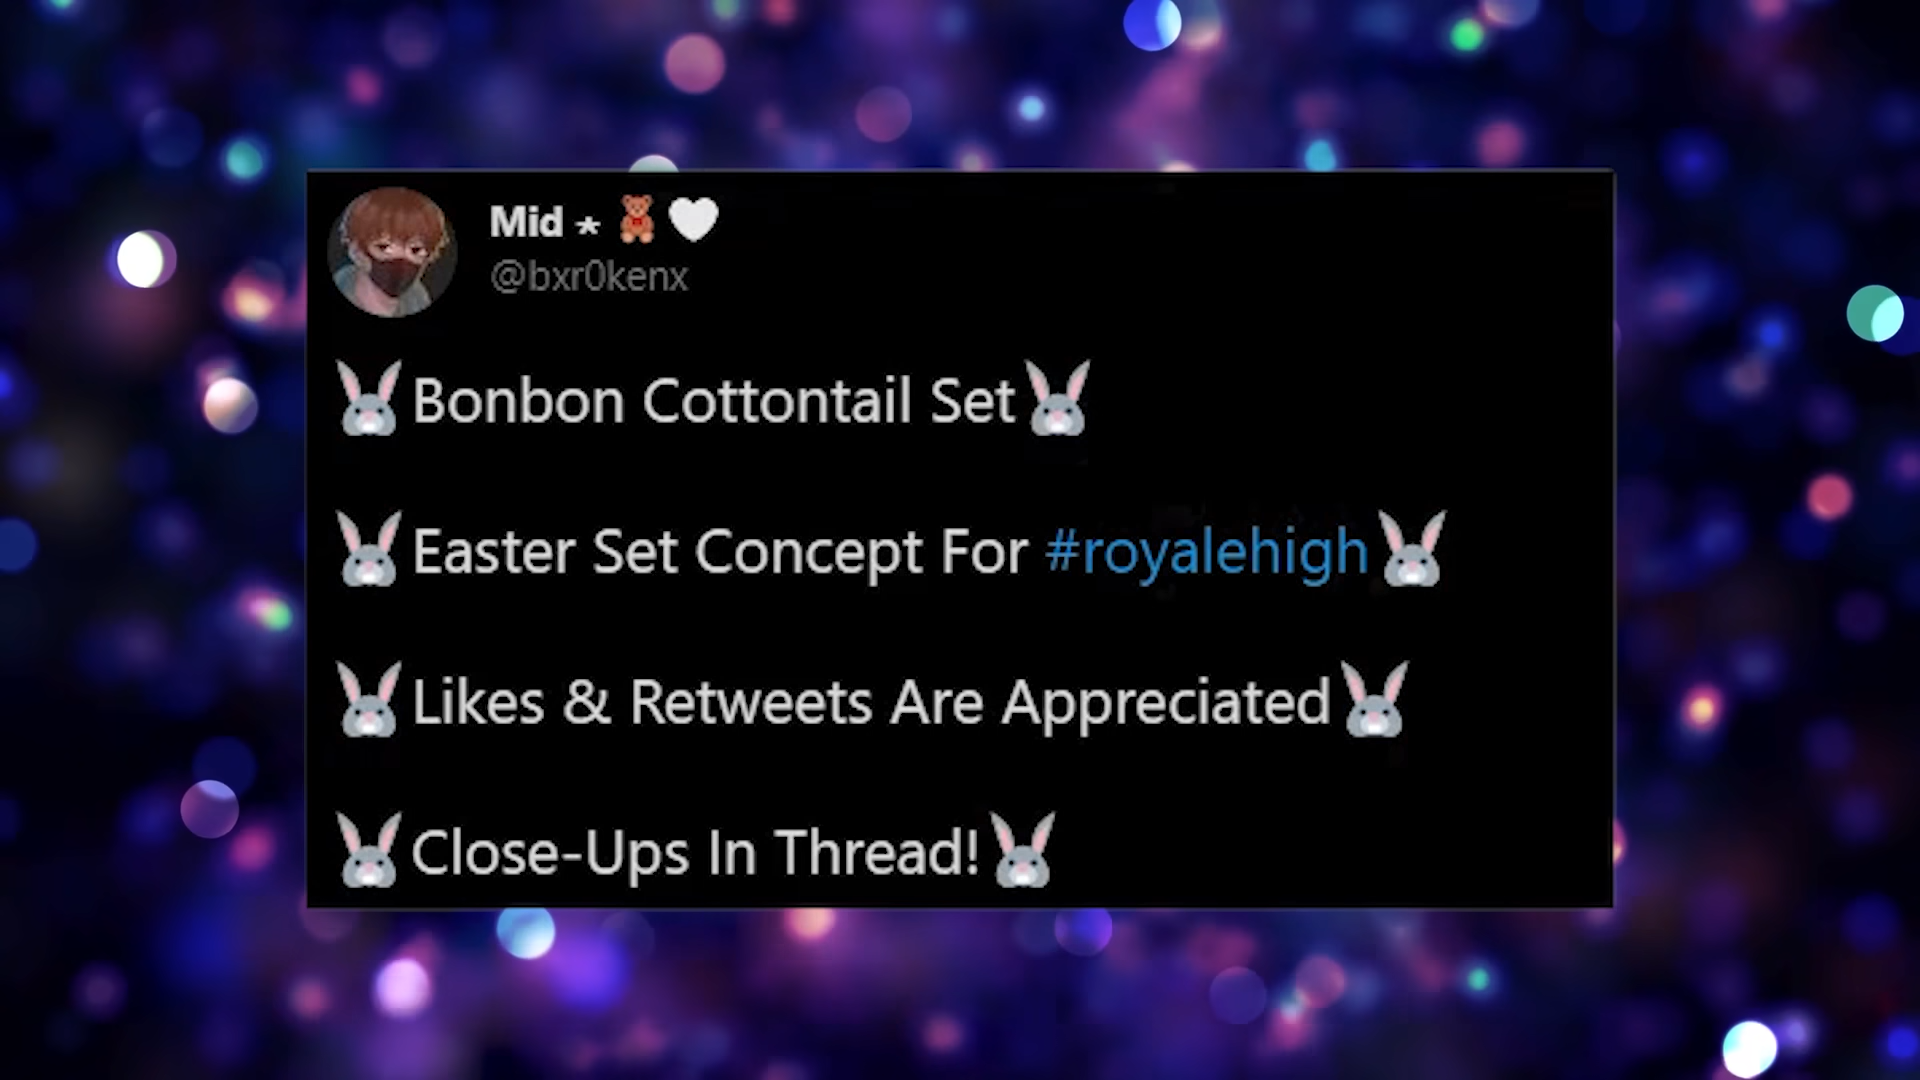 Mid ⋆ 🧸🤍
@bxr0kenx
🐰Bonbon Cottontail Set🐰
🐰Easter Set Concept For #royalehigh🐰
🐰Likes & Retweets Are Appreciated🐰
🐰Close-Ups In Thread!🐰